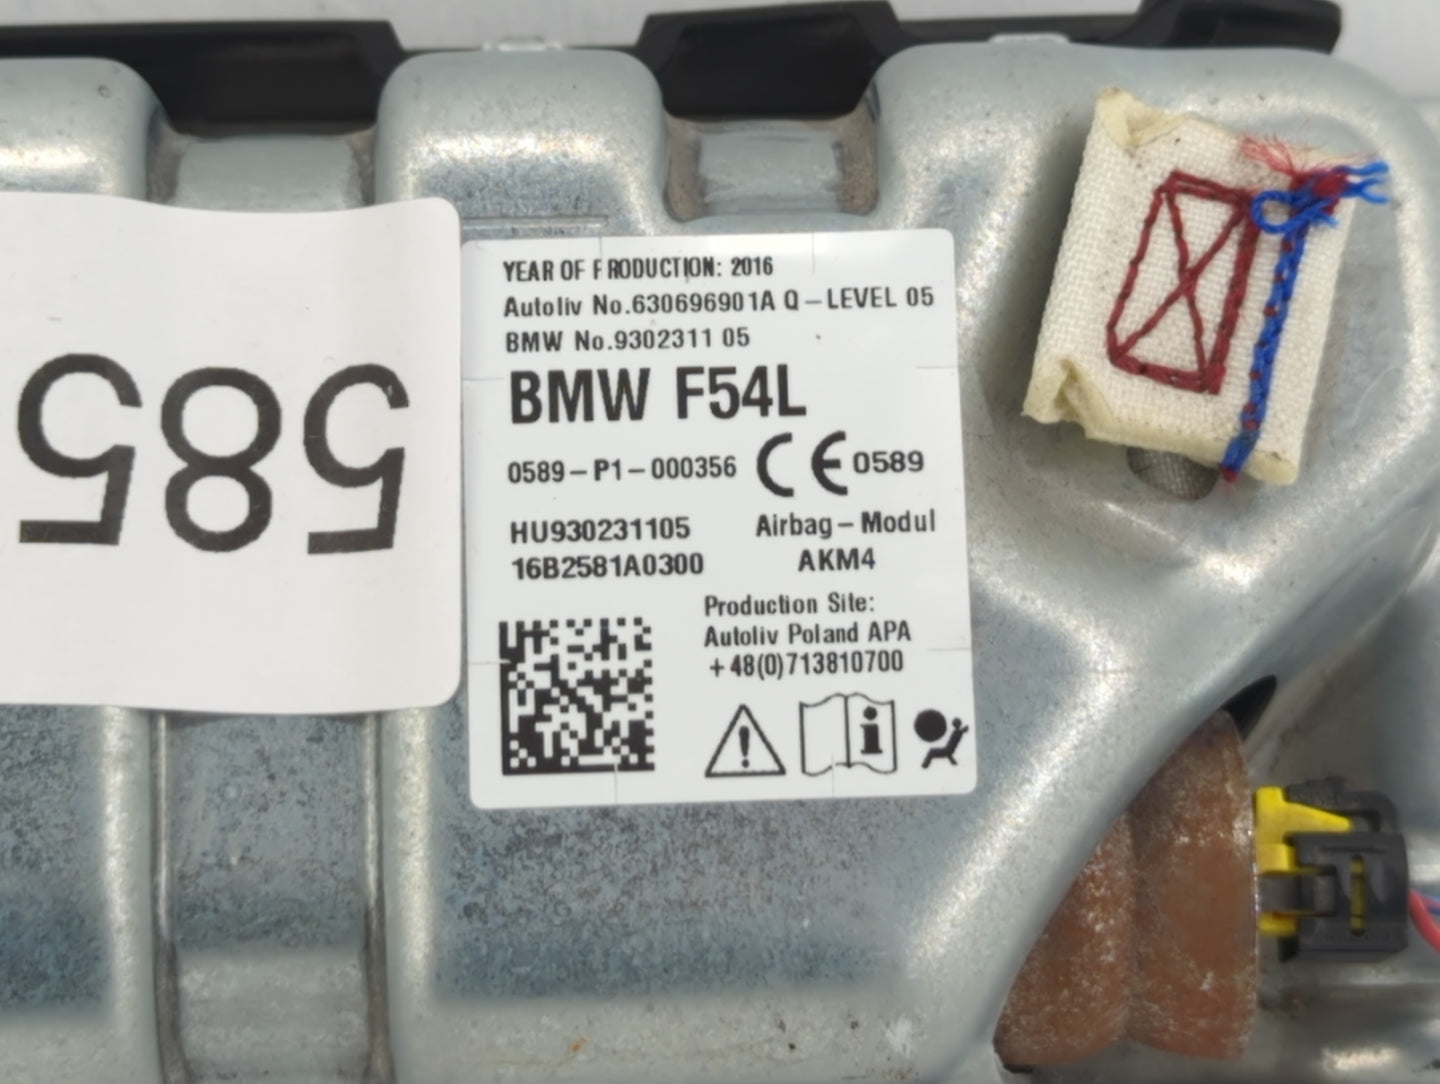 585
YEAR OF PRODUCTION: 2016
Autoliv No.630696901A Q-LEVEL 05
BMW No.9302311 05
BMW F54L
0589-P1-000356 CE 0589
HU930231105 Airbag-Modul
16B2581A0300 AKM4
Production Site:
Autoliv Poland APA
+48(0)713810700